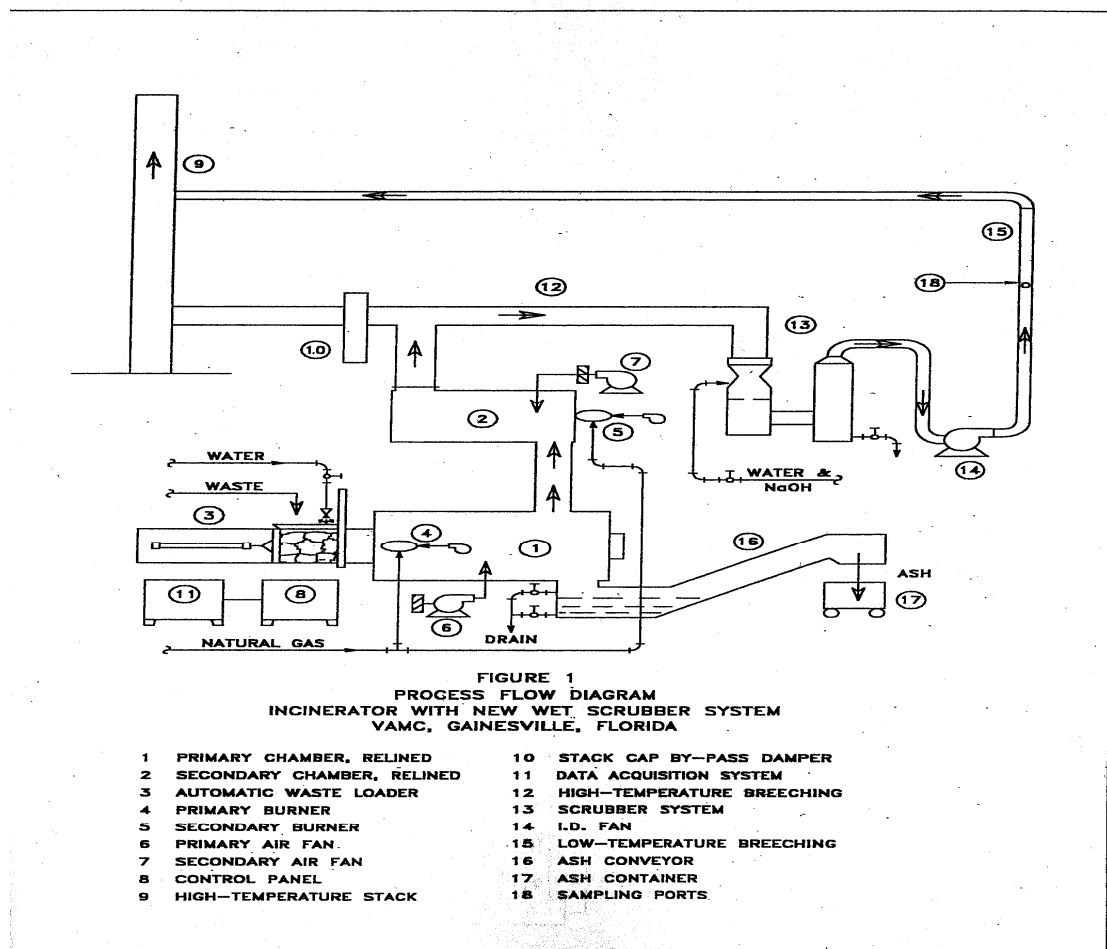 9
15
12
18
13
10
7
2
5
14
WATER
WATER &
NaOH
WASTE
3
4
1
16
11
8
6
DRAIN
ASH
17
NATURAL GAS
FIGURE 1
PROCESS FLOW DIAGRAM
INCINERATOR WITH NEW WET SCRUBBER SYSTEM
VAMC, GAINESVILLE, FLORIDA
1 PRIMARY CHAMBER, RELINED
2 SECONDARY CHAMBER, RELINED
3 AUTOMATIC WASTE LOADER
4 PRIMARY BURNER
5 SECONDARY BURNER
6 PRIMARY AIR FAN
7 SECONDARY AIR FAN
8 CONTROL PANEL
9 HIGH-TEMPERATURE STACK
10 STACK CAP BY-PASS DAMPER
11 DATA ACQUISITION SYSTEM
12 HIGH-TEMPERATURE BREECHING
13 SCRUBBER SYSTEM
14 I.D. FAN
15 LOW-TEMPERATURE BREECHING
16 ASH CONVEYOR
17 ASH CONTAINER
18 SAMPLING PORTS